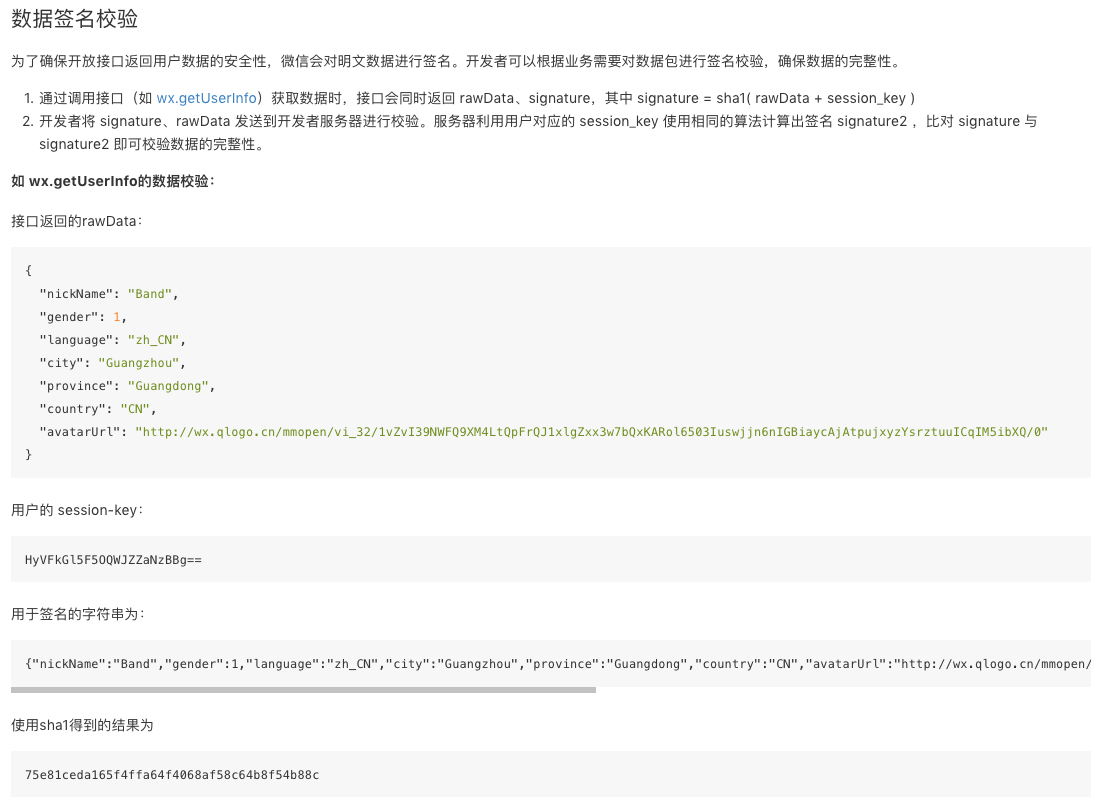 数据签名校验
为了确保开放接口返回用户数据的安全性，微信会对明文数据进行签名。开发者可以根据业务需要对数据包进行签名校验，确保数据的完整性。
1. 通过调用接口（如 wx.getUserInfo）获取数据时，接口会同时返回 rawData、signature，其中 signature = sha1( rawData + session_key )
2. 开发者将 signature、rawData 发送到开发者服务器进行校验。服务器利用用户对应的 session_key 使用相同的算法计算出签名 signature2 ，比对 signature 与
signature2 即可校验数据的完整性。
如 wx.getUserInfo的数据校验：
接口返回的rawData：
{
"nickName": "Band",
"gender": 1,
"language": "zh_CN",
"city": "Guangzhou",
"province": "Guangdong",
"country": "CN",
"avatarUrl": "http://wx.qlogo.cn/mmopen/vi_32/1vZvI39NWFQ9XM4LtQpFrQJ1xlgZxx3w7bQxKARol6503Iuswjjn6nIGBiaycAjAtpujxyzYsrztuuICqIM5ibXQ/0"
}
用户的 session-key：
HyVFkGl5F5OQWJZZaNzBBg==
用于签名的字符串为：
{"nickName":"Band","gender":1,"language":"zh_CN","city":"Guangzhou","province":"Guangdong","country":"CN","avatarUrl":"http://wx.qlogo.cn/mmopen/
使用sha1得到的结果为
75e81ceda165f4ffa64f4068af58c64b8f54b88c